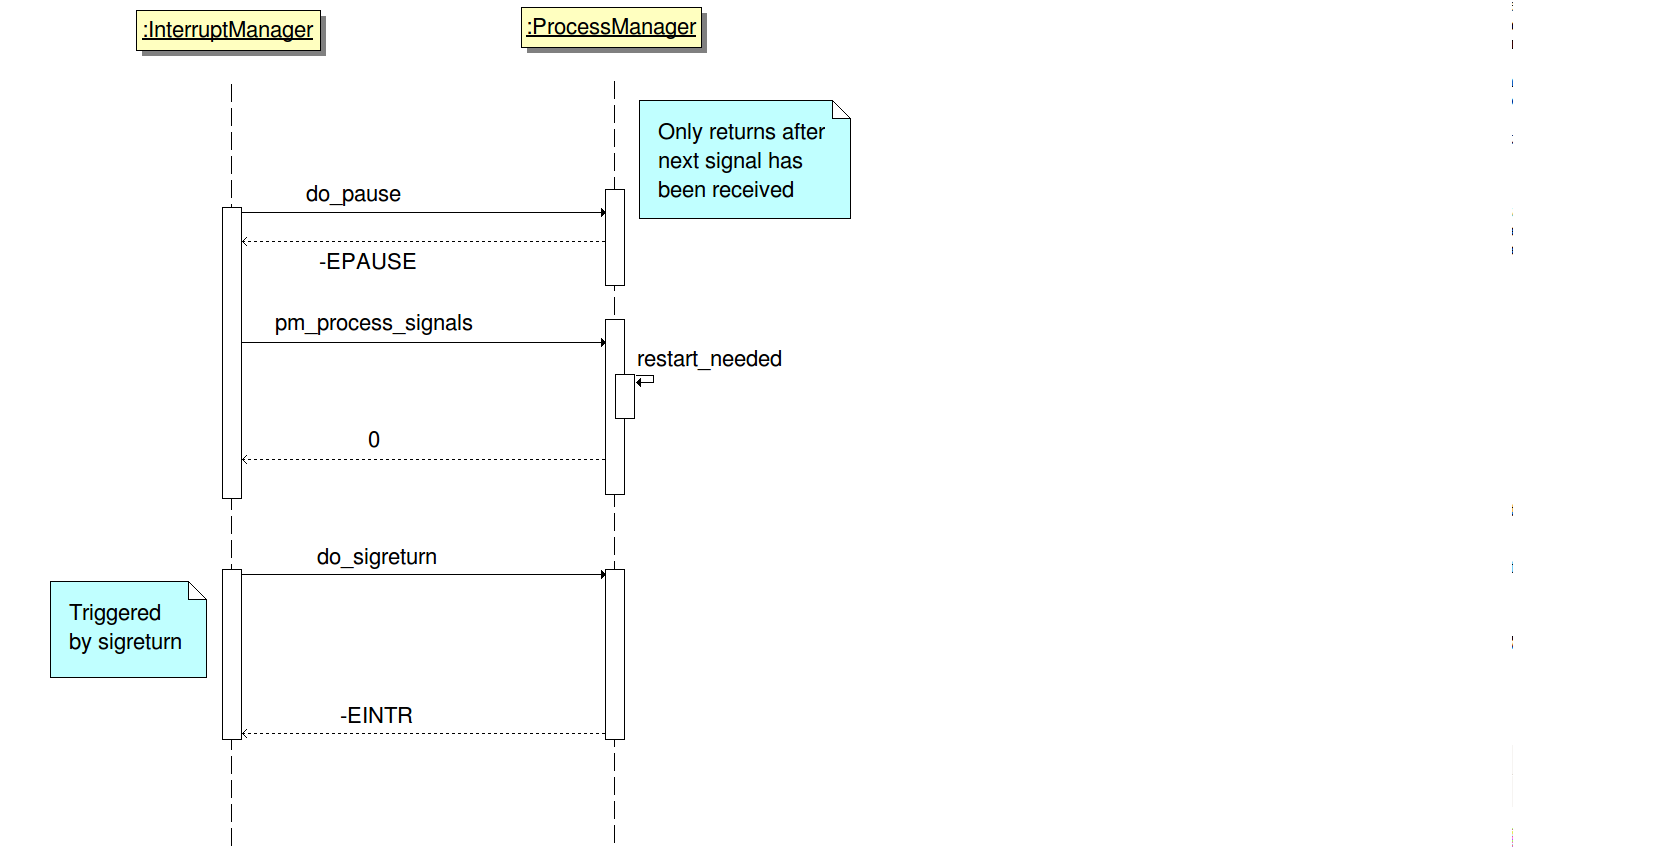 :InterruptManager
:ProcessManager
Only returns after
next signal has
been received
do_pause
-EPAUSE
pm_process_signals
restart_needed
0
do_sigreturn
Triggered
by sigreturn
-EINTR